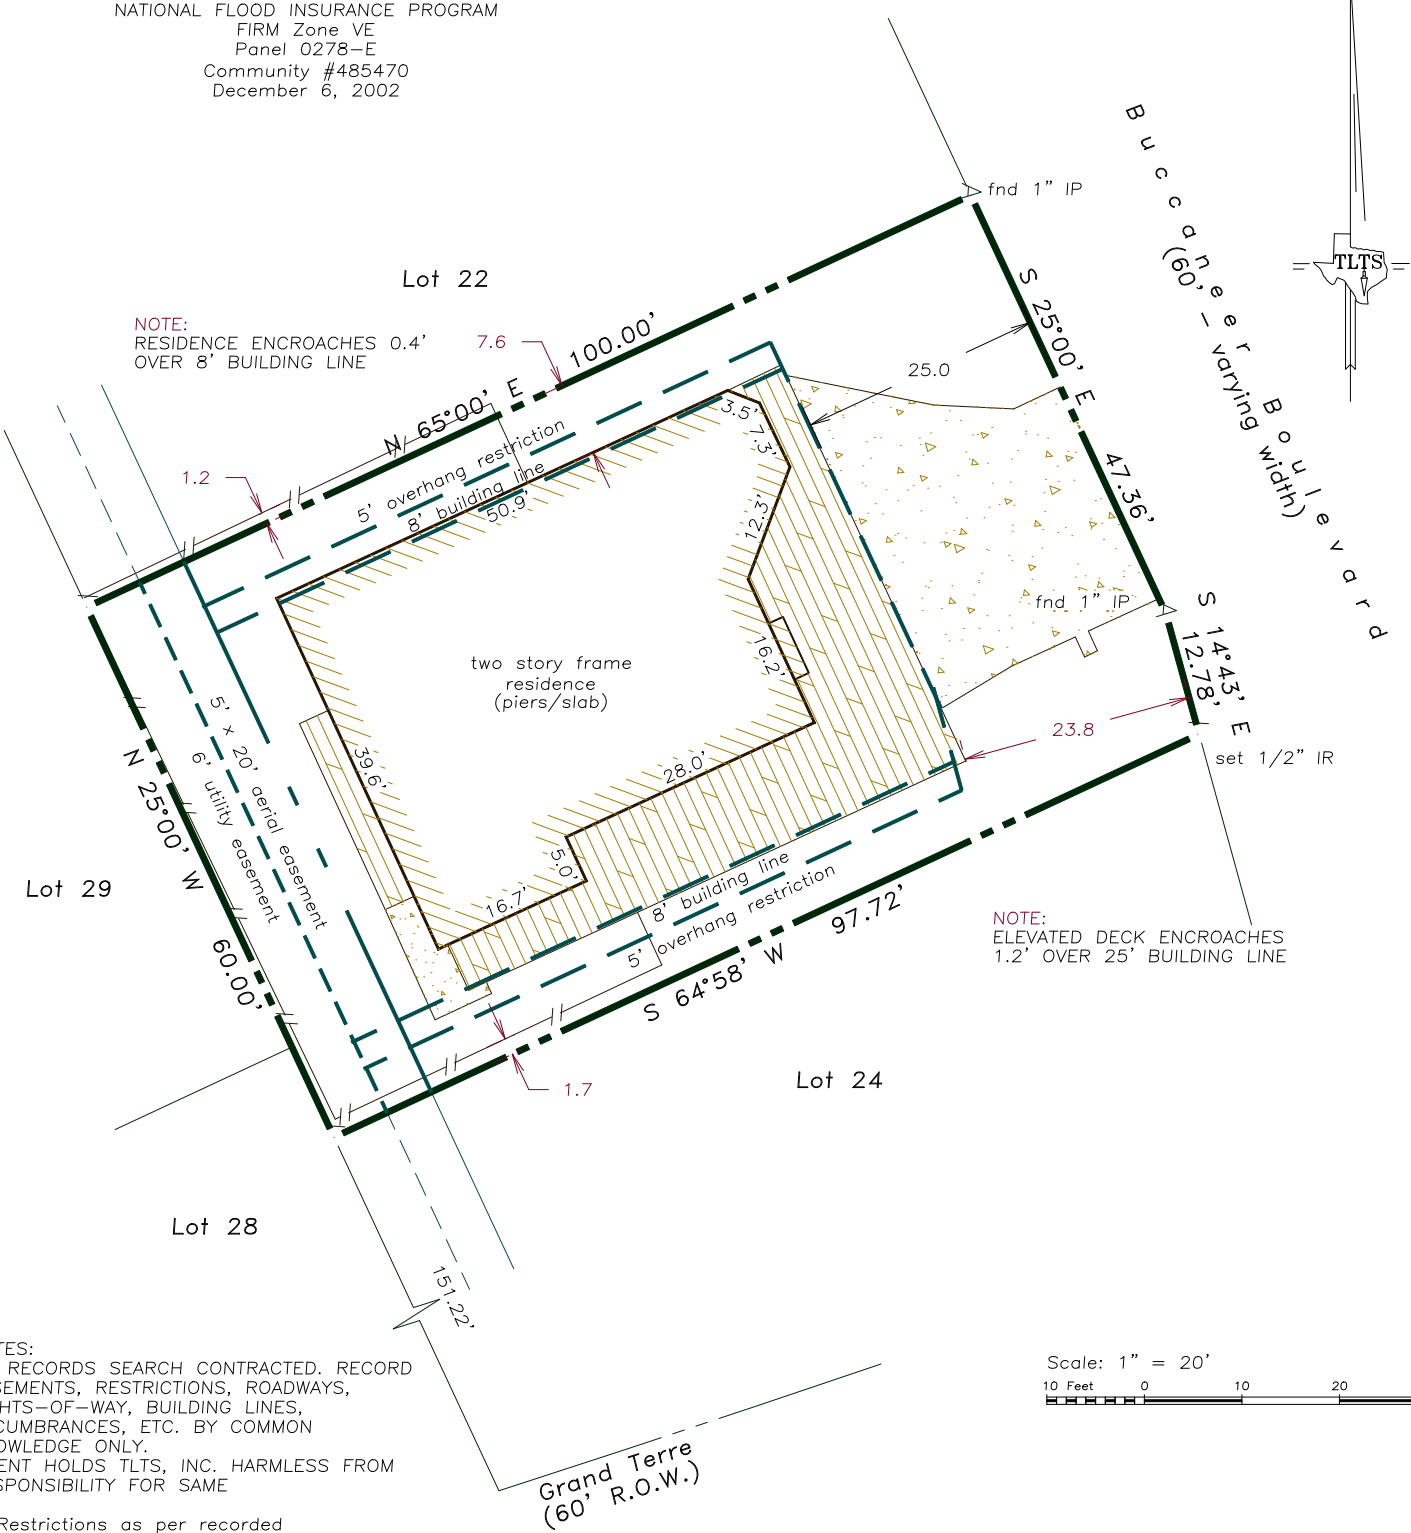 NATIONAL FLOOD INSURANCE PROGRAM
FIRM Zone VE
Panel 0278-E
Community #485470
December 6, 2002
Buccaneer Boulevard
(60' - varying width)
TLTS
fnd 1" IP
Lot 22
NOTE:
RESIDENCE ENCROACHES 0.4'
OVER 8' BUILDING LINE
7.6
100.00'
N 65°00' E
S 25°00' E
47.36'
25.0
1.2
5' overhang restriction
8' building line
50.9'
3.5'
7.3'
12.3'
16.2'
fnd 1" IP
S 14°43' E
12.78'
two story frame
residence
(piers/slab)
23.8
set 1/2" IR
39.6'
28.0'
5.0'
16.7'
5' x 20' aerial easement
6' utility easement
N 25°00' W
60.00'
Lot 29
8' building line
5' overhang restriction
97.72'
S 64°58' W
NOTE:
ELEVATED DECK ENCROACHES
1.2' OVER 25' BUILDING LINE
1.7
Lot 24
Lot 28
151.22'
TES:
RECORDS SEARCH CONTRACTED. RECORD
SEMENTS, RESTRICTIONS, ROADWAYS,
HTS-OF-WAY, BUILDING LINES,
CUMBRANCES, ETC. BY COMMON
OWLEDGE ONLY.
ENT HOLDS TLTS, INC. HARMLESS FROM
SPONSIBILITY FOR SAME
Restrictions as per recorded
Grand Terre
(60' R.O.W.)
Scale: 1" = 20'
10 Feet 0 10 20